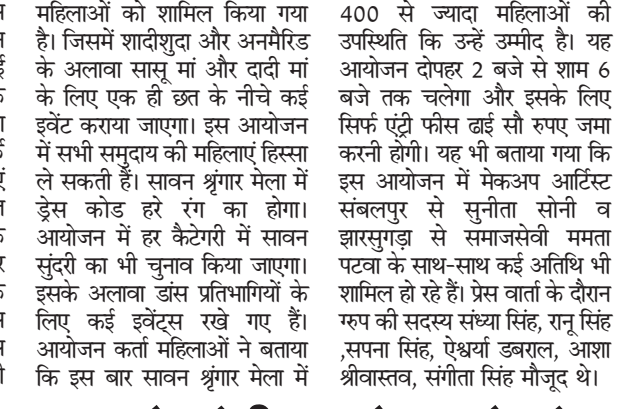 महिलाओं को शामिल किया गया
है। जिसमें शादीशुदा और अनमैरिड
के अलावा सासू मां और दादी मां
के लिए एक ही छत के नीचे कई
इवेंट कराया जाएगा। इस आयोजन
में सभी समुदाय की महिलाएं हिस्सा
ले सकती हैं। सावन श्रृंगार मेला में
ड्रेस कोड हरे रंग का होगा।
आयोजन में हर कैटेगरी में सावन
सुंदरी का भी चुनाव किया जाएगा।
इसके अलावा डांस प्रतिभागियों के
लिए कई इवेंट्स रखे गए हैं।
आयोजन कर्ता महिलाओं ने बताया
कि इस बार सावन श्रृंगार मेला में
400 से ज्यादा महिलाओं की
उपस्थिति कि उन्हें उम्मीद है। यह
आयोजन दोपहर 2 बजे से शाम 6
बजे तक चलेगा और इसके लिए
सिर्फ एंट्री फीस ढाई सौ रुपए जमा
करनी होगी। यह भी बताया गया कि
इस आयोजन में मेकअप आर्टिस्ट
संबलपुर से सुनीता सोनी व
झारसुगड़ा से समाजसेवी ममता
पटवा के साथ-साथ कई अतिथि भी
शामिल हो रहे हैं। प्रेस वार्ता के दौरान
ग्रुप की सदस्य संध्या सिंह, रानू सिंह
,सपना सिंह, ऐश्वर्या डबराल, आशा
श्रीवास्तव, संगीता सिंह मौजूद थे।